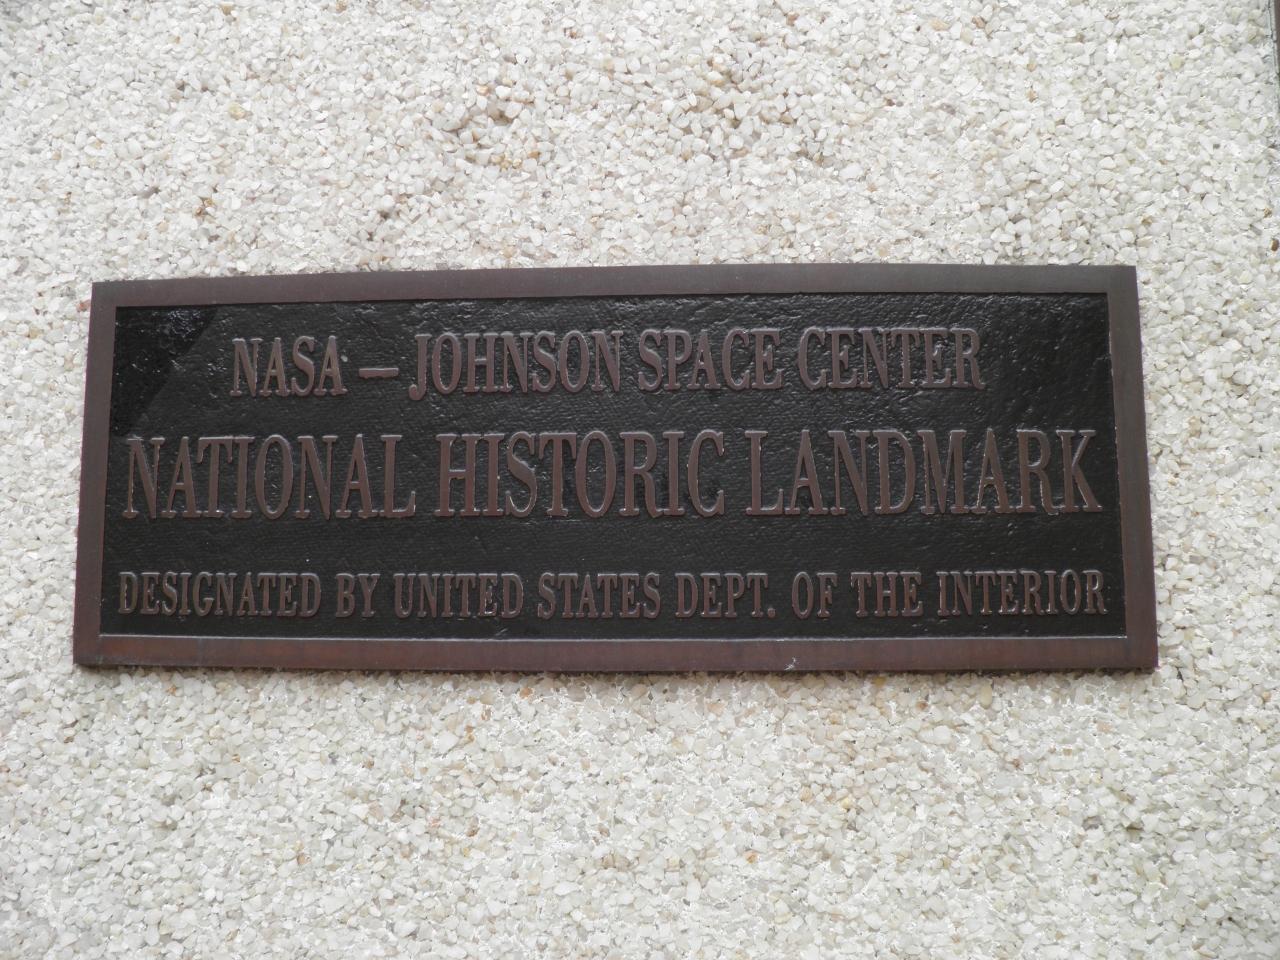 NASA — JOHNSON SPACE CENTER
NATIONAL HISTORIC LANDMARK
DESIGNATED BY UNITED STATES DEPT. OF THE INTERIOR